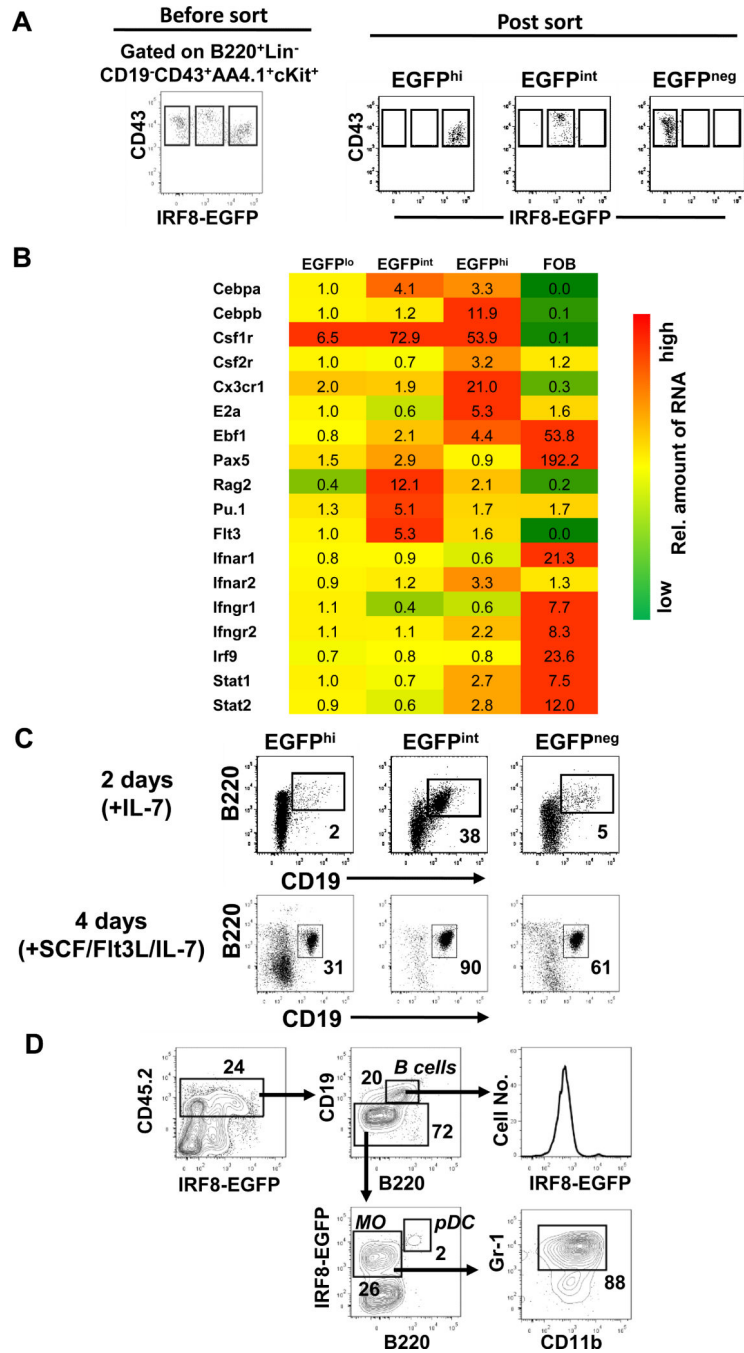 A
Before sort
Post sort
Gated on B220⁺Lin⁻
CD19⁻CD43⁺AA4.1⁺cKit⁺
EGFPʰⁱ EGFPⁱⁿᵗ EGFPⁿᵉᵍ
CD43
CD43
IRF8-EGFP
IRF8-EGFP
B
EGFPˡᵒ EGFPⁱⁿᵗ EGFPʰⁱ FOB
Cebpa 1.0 4.1 3.3 0.0
Cebpb 1.0 1.2 11.9 0.1
Csf1r 6.5 72.9 53.9 0.1
Csf2r 1.0 0.7 3.2 1.2
Cx3cr1 2.0 1.9 21.0 0.3
E2a 1.0 0.6 5.3 1.6
Ebf1 0.8 2.1 4.4 53.8
Pax5 1.5 2.9 0.9 192.2
Rag2 0.4 12.1 2.1 0.2
Pu.1 1.3 5.1 1.7 1.7
Flt3 1.0 5.3 1.6 0.0
Ifnar1 0.8 0.9 0.6 21.3
Ifnar2 0.9 1.2 3.3 1.3
Ifngr1 1.1 0.4 0.6 7.7
Ifngr2 1.1 1.1 2.2 8.3
Irf9 0.7 0.8 0.8 23.6
Stat1 1.0 0.7 2.7 7.5
Stat2 0.9 0.6 2.8 12.0
high
Rel. amount of RNA
low
C
EGFPʰⁱ EGFPⁱⁿᵗ EGFPⁿᵉᵍ
2 days
(+IL-7)
B220
2 38 5
CD19
4 days
(+SCF/Flt3L/IL-7)
B220
31 90 61
CD19
D
CD45.2
24
IRF8-EGFP
CD19
20
B cells
72
B220
Cell No.
60
40
20
0
IRF8-EGFP
IRF8-EGFP
MO pDC
2
26
B220
Gr-1
88
CD11b